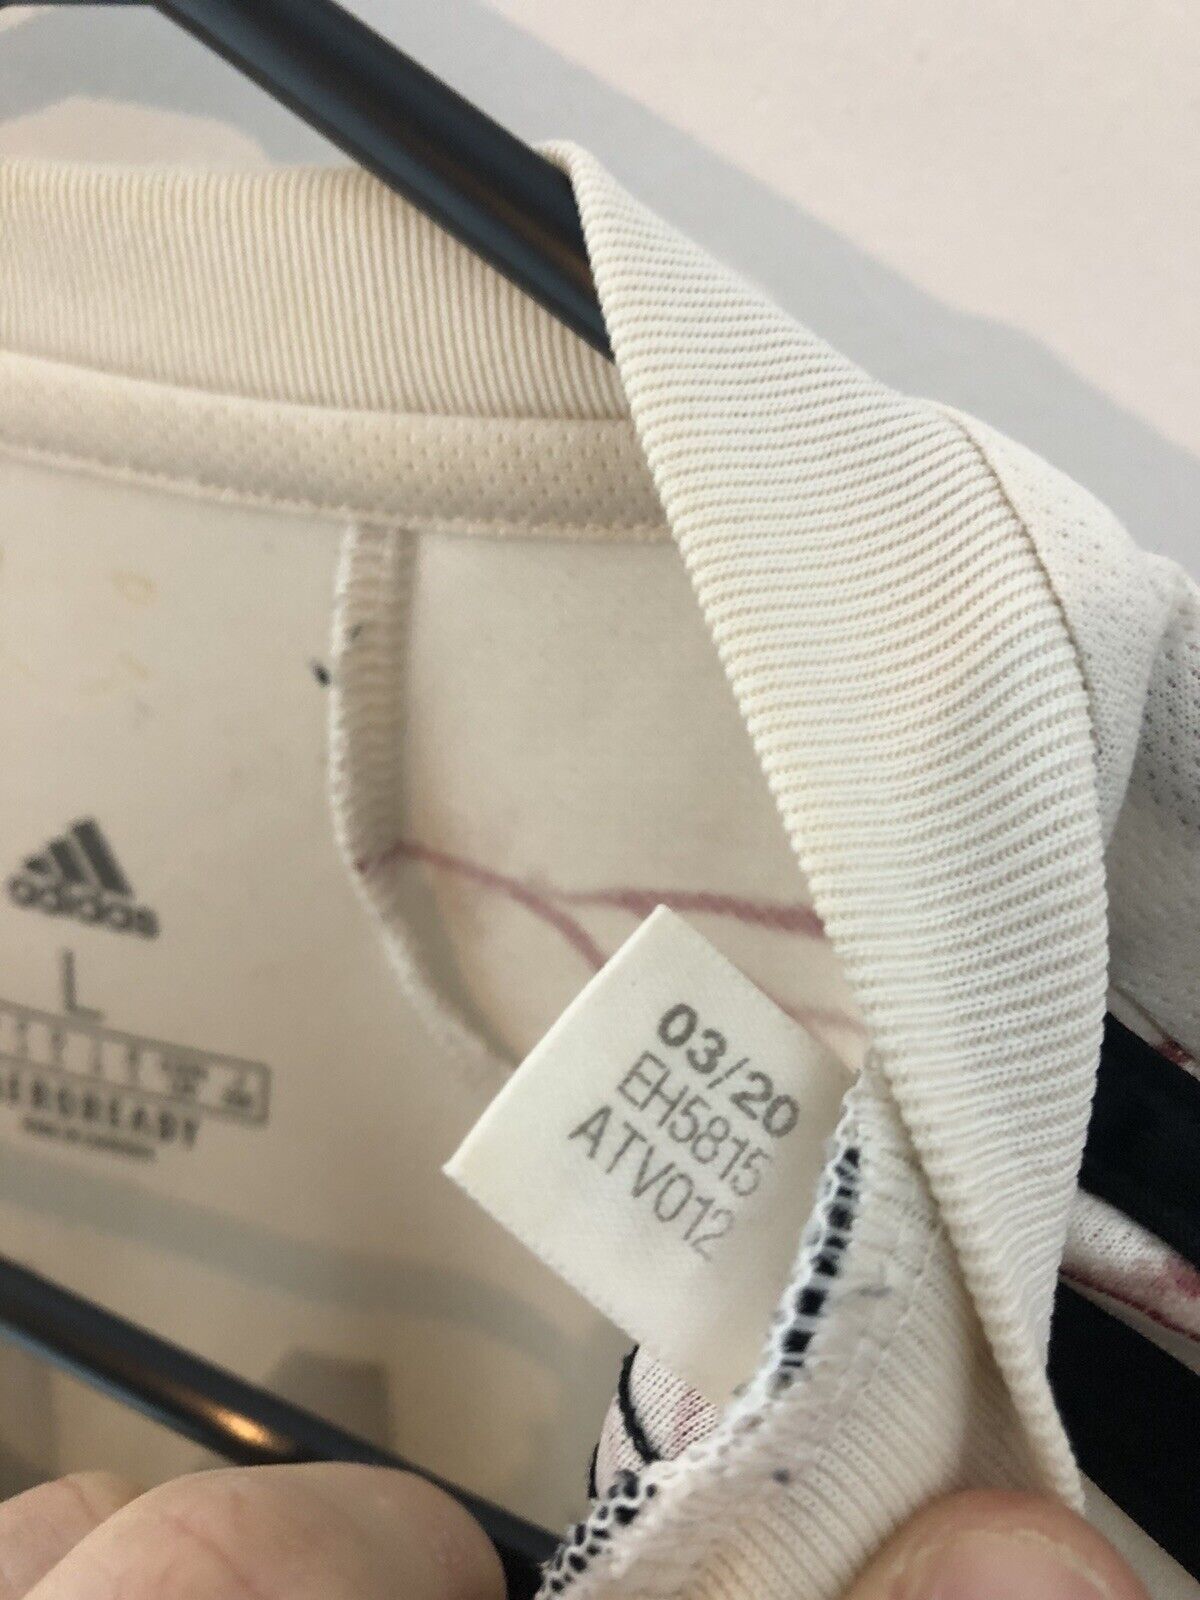 adidas
L
AEROREADY
03/20
EH5815
ATV012